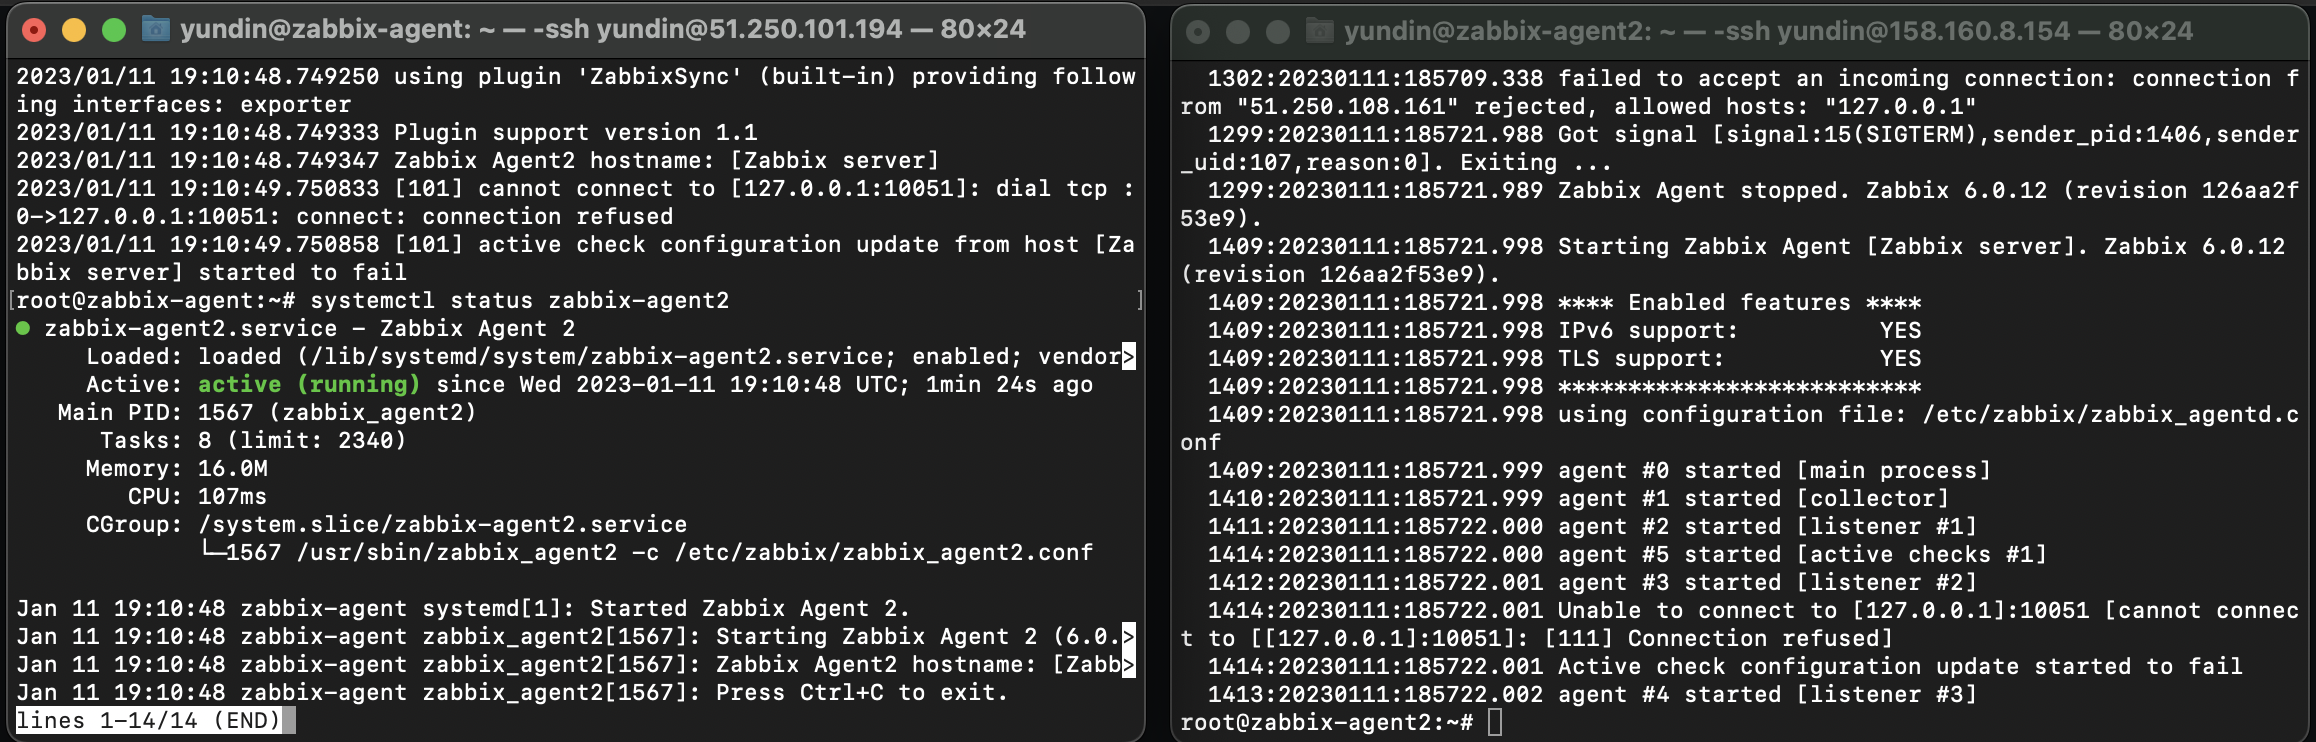 yundin@zabbix-agent: ~ — -ssh yundin@51.250.101.194 — 80×24
2023/01/11 19:10:48.749250 using plugin 'ZabbixSync' (built-in) providing follow
ing interfaces: exporter
2023/01/11 19:10:48.749333 Plugin support version 1.1
2023/01/11 19:10:48.749347 Zabbix Agent2 hostname: [Zabbix server]
2023/01/11 19:10:49.750833 [101] cannot connect to [127.0.0.1:10051]: dial tcp :
0->127.0.0.1:10051: connect: connection refused
2023/01/11 19:10:49.750858 [101] active check configuration update from host [Za
bbix server] started to fail
[root@zabbix-agent:~# systemctl status zabbix-agent2 ]
● zabbix-agent2.service - Zabbix Agent 2
Loaded: loaded (/lib/systemd/system/zabbix-agent2.service; enabled; vendor>
Active: active (running) since Wed 2023-01-11 19:10:48 UTC; 1min 24s ago
Main PID: 1567 (zabbix_agent2)
Tasks: 8 (limit: 2340)
Memory: 16.0M
CPU: 107ms
CGroup: /system.slice/zabbix-agent2.service
└─1567 /usr/sbin/zabbix_agent2 -c /etc/zabbix/zabbix_agent2.conf
Jan 11 19:10:48 zabbix-agent systemd[1]: Started Zabbix Agent 2.
Jan 11 19:10:48 zabbix-agent zabbix_agent2[1567]: Starting Zabbix Agent 2 (6.0.>
Jan 11 19:10:48 zabbix-agent zabbix_agent2[1567]: Zabbix Agent2 hostname: [Zabb>
Jan 11 19:10:48 zabbix-agent zabbix_agent2[1567]: Press Ctrl+C to exit.
lines 1-14/14 (END)
yundin@zabbix-agent2: ~ — -ssh yundin@158.160.8.154 — 80×24
1302:20230111:185709.338 failed to accept an incoming connection: connection f
rom "51.250.108.161" rejected, allowed hosts: "127.0.0.1"
1299:20230111:185721.988 Got signal [signal:15(SIGTERM),sender_pid:1406,sender
_uid:107,reason:0]. Exiting ...
1299:20230111:185721.989 Zabbix Agent stopped. Zabbix 6.0.12 (revision 126aa2f
53e9).
1409:20230111:185721.998 Starting Zabbix Agent [Zabbix server]. Zabbix 6.0.12
(revision 126aa2f53e9).
1409:20230111:185721.998 **** Enabled features ****
1409:20230111:185721.998 IPv6 support: YES
1409:20230111:185721.998 TLS support: YES
1409:20230111:185721.998 **************************
1409:20230111:185721.998 using configuration file: /etc/zabbix/zabbix_agentd.c
onf
1409:20230111:185721.999 agent #0 started [main process]
1410:20230111:185721.999 agent #1 started [collector]
1411:20230111:185722.000 agent #2 started [listener #1]
1414:20230111:185722.000 agent #5 started [active checks #1]
1412:20230111:185722.001 agent #3 started [listener #2]
1414:20230111:185722.001 Unable to connect to [127.0.0.1]:10051 [cannot connec
t to [[127.0.0.1]:10051]: [111] Connection refused]
1414:20230111:185722.001 Active check configuration update started to fail
1413:20230111:185722.002 agent #4 started [listener #3]
root@zabbix-agent2:~#